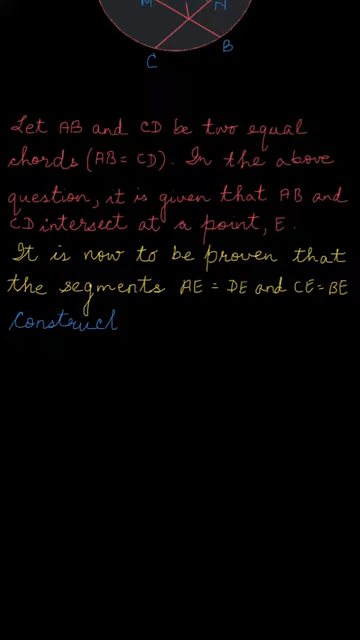 M
N
B
C
Let AB and CD be two equal
chords (AB = CD). In the above
question, it is given that AB and
CD intersect at a point, E.
It is now to be proven that
the segments AE = DE and CE = BE
Construct